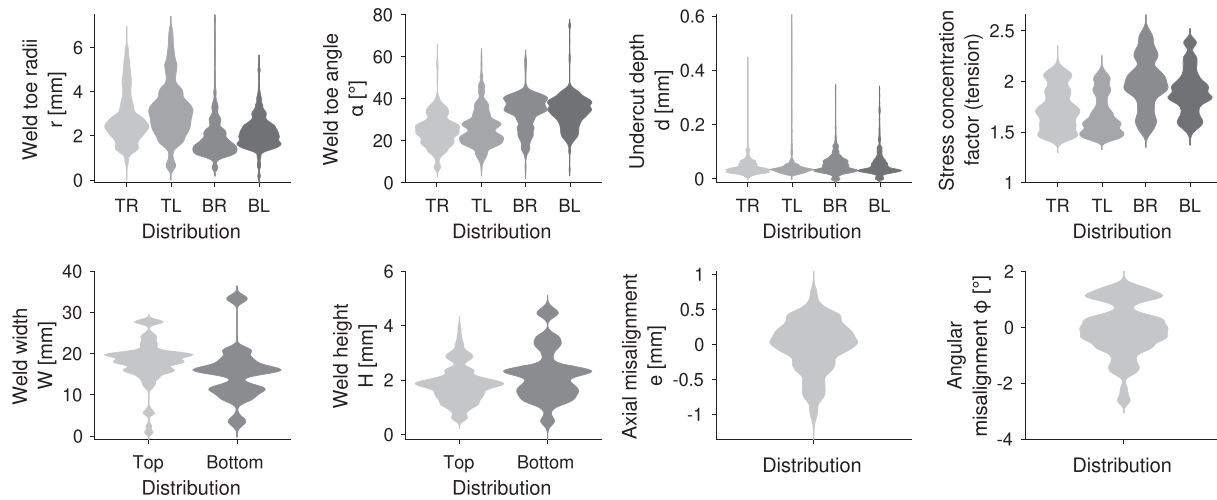 Weld toe radii
r [mm]
6
4
2
0
TR TL BR BL
Distribution
Weld toe angle
α [°]
80
60
40
20
0
TR TL BR BL
Distribution
Undercut depth
d [mm]
0.6
0.4
0.2
0
TR TL BR BL
Distribution
Stress concentration
factor (tension)
2.5
2
1.5
1
TR TL BR BL
Distribution
Weld width
W [mm]
40
30
20
10
0
Top Bottom
Distribution
Weld height
H [mm]
6
4
2
0
Top Bottom
Distribution
Axial misalignment
e [mm]
1
0.5
0
-0.5
-1
Distribution
Angular
misalignment ϕ [°]
2
0
-2
-4
Distribution